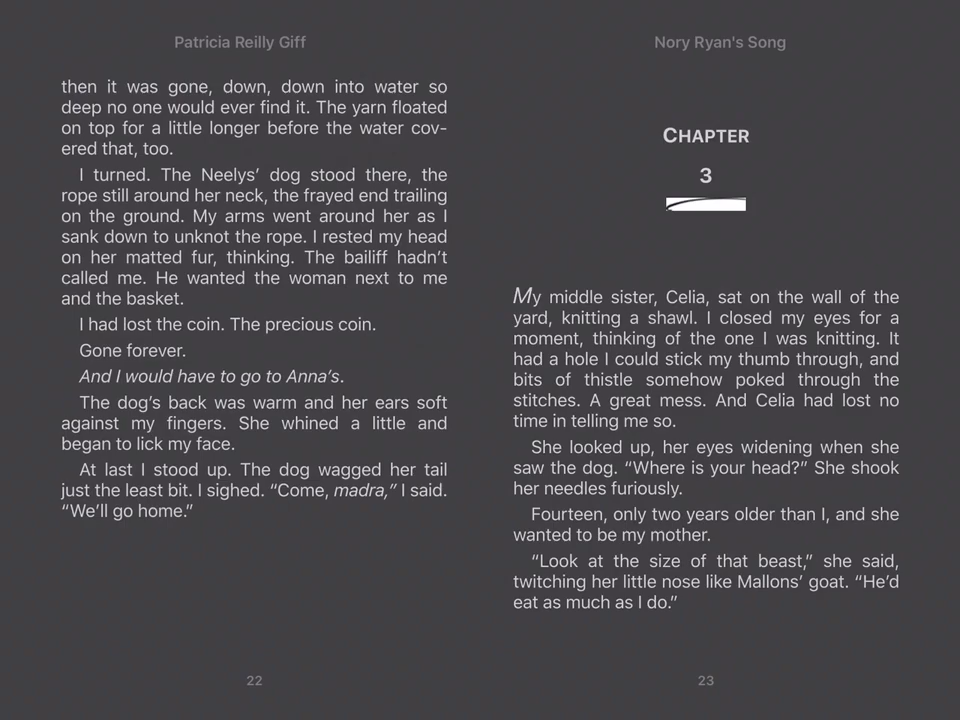 Patricia Reilly Giff
then it was gone, down, down into water so
deep no one would ever find it. The yarn floated
on top for a little longer before the water cov-
ered that, too.
I turned. The Neelys’ dog stood there, the
rope still around her neck, the frayed end trailing
on the ground. My arms went around her as I
sank down to unknot the rope. I rested my head
on her matted fur, thinking. The bailiff hadn’t
called me. He wanted the woman next to me
and the basket.
I had lost the coin. The precious coin.
Gone forever.
And I would have to go to Anna’s.
The dog’s back was warm and her ears soft
against my fingers. She whined a little and
began to lick my face.
At last I stood up. The dog wagged her tail
just the least bit. I sighed. “Come, madra,” I said.
“We’ll go home.”
22
Nory Ryan's Song
CHAPTER
3
My middle sister, Celia, sat on the wall of the
yard, knitting a shawl. I closed my eyes for a
moment, thinking of the one I was knitting. It
had a hole I could stick my thumb through, and
bits of thistle somehow poked through the
stitches. A great mess. And Celia had lost no
time in telling me so.
She looked up, her eyes widening when she
saw the dog. “Where is your head?” She shook
her needles furiously.
Fourteen, only two years older than I, and she
wanted to be my mother.
“Look at the size of that beast,” she said,
twitching her little nose like Mallons’ goat. “He’d
eat as much as I do.”
23